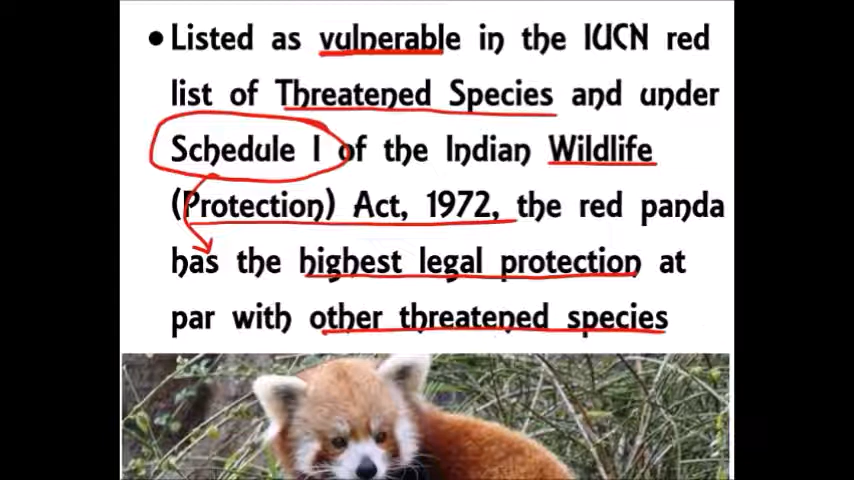 •Listed as vulnerable in the IUCN red
list of Threatened Species and under
Schedule I of the Indian Wildlife
(Protection) Act, 1972, the red panda
has the highest legal protection at
par with other threatened species